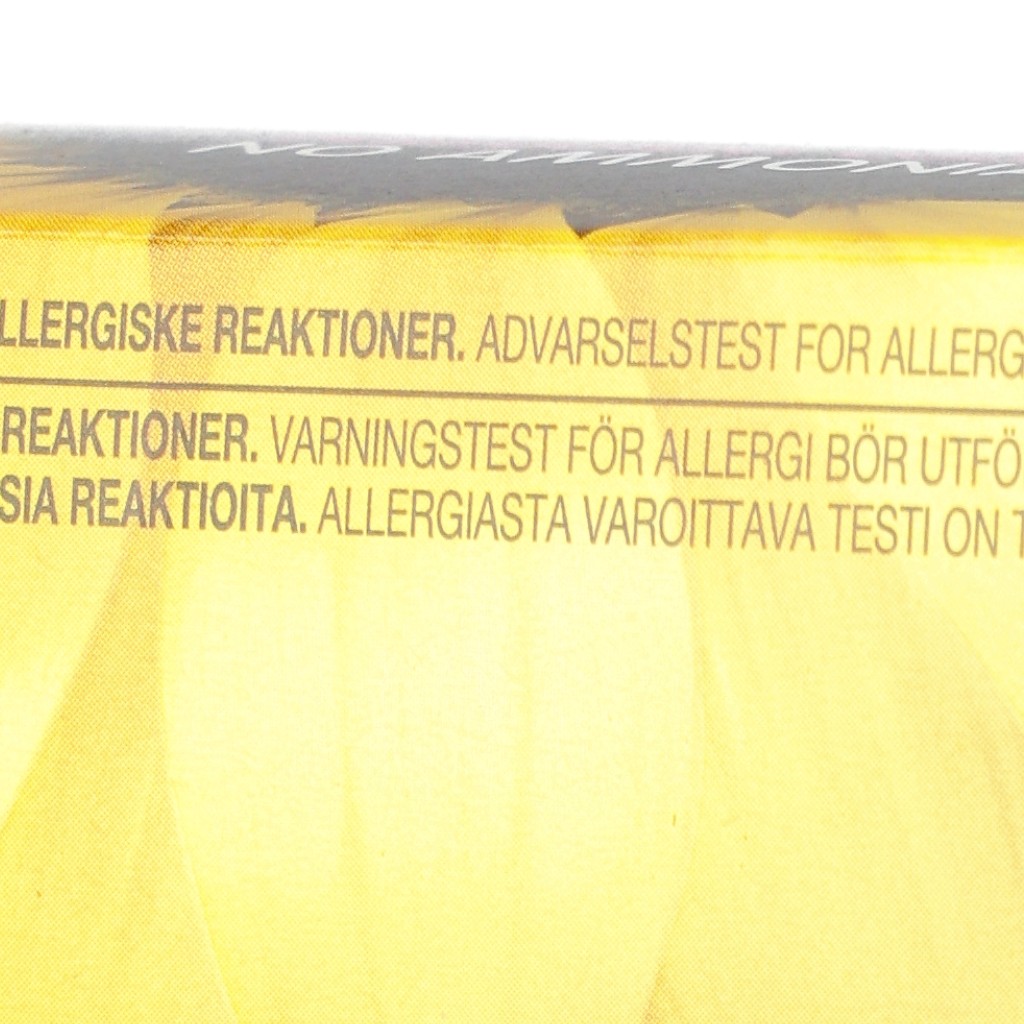 NO AMMONIA
LLERGISKE REAKTIONER. ADVARSELSTEST FOR ALLERG
REAKTIONER. VARNINGSTEST FÖR ALLERGI BÖR UTFÖ
SIA REAKTIOITA. ALLERGIASTA VAROITTAVA TESTI ON T